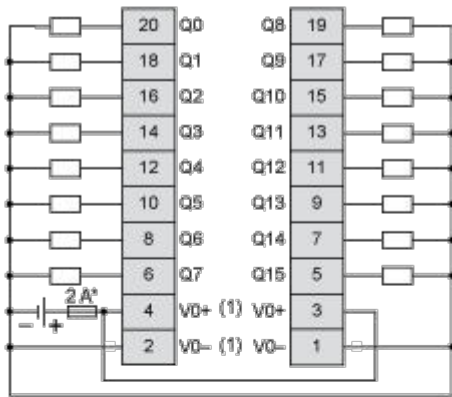 20 Q0 Q8 19
18 Q1 Q9 17
16 Q2 Q10 15
14 Q3 Q11 13
12 Q4 Q12 11
10 Q5 Q13 9
8 Q6 Q14 7
6 Q7 Q15 5
2 A*
− + 4 V0+ (1) V0+ 3
2 V0− (1) V0− 1